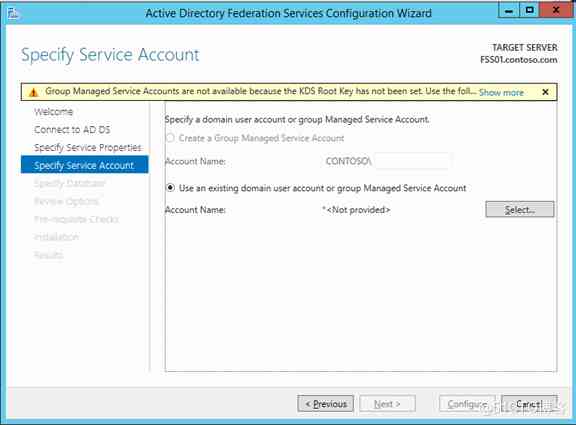 Active Directory Federation Services Configuration Wizard
Specify Service Account
TARGET SERVER
FSS01.contoso.com
Group Managed Service Accounts are not available because the KDS Root Key has not been set. Use the foll... Show more
Welcome
Connect to AD DS
Specify Service Properties
Specify Service Account
Specify Database
Review Options
Pre-requisite Checks
Installation
Results
Specify a domain user account or group Managed Service Account.
Create a Group Managed Service Account
Account Name: CONTOSO\
Use an existing domain user account or group Managed Service Account
Account Name: *<Not provided> Select...
< Previous Next > Configure Cancel